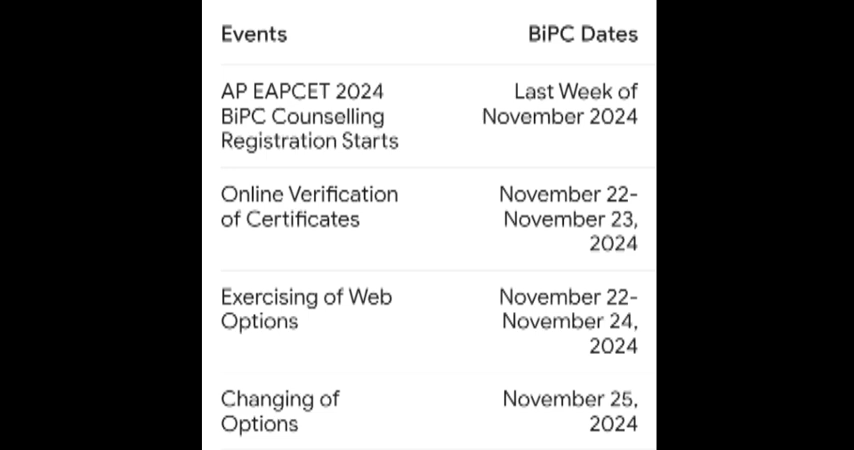 Events BiPC Dates
AP EAPCET 2024 Last Week of
BiPC Counselling November 2024
Registration Starts
Online Verification November 22-
of Certificates November 23,
2024
Exercising of Web November 22-
Options November 24,
2024
Changing of November 25,
Options 2024